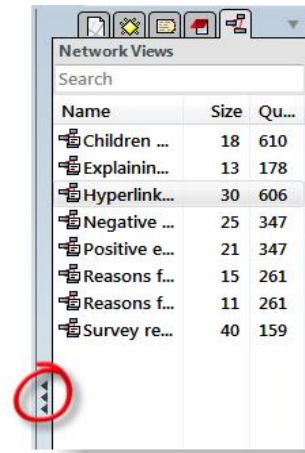 Network Views
Search
Name Size Qu...
Children ... 18 610
Explainin... 13 178
Hyperlink... 30 606
Negative ... 25 347
Positive e... 21 347
Reasons f... 15 261
Reasons f... 11 261
Survey re... 40 159